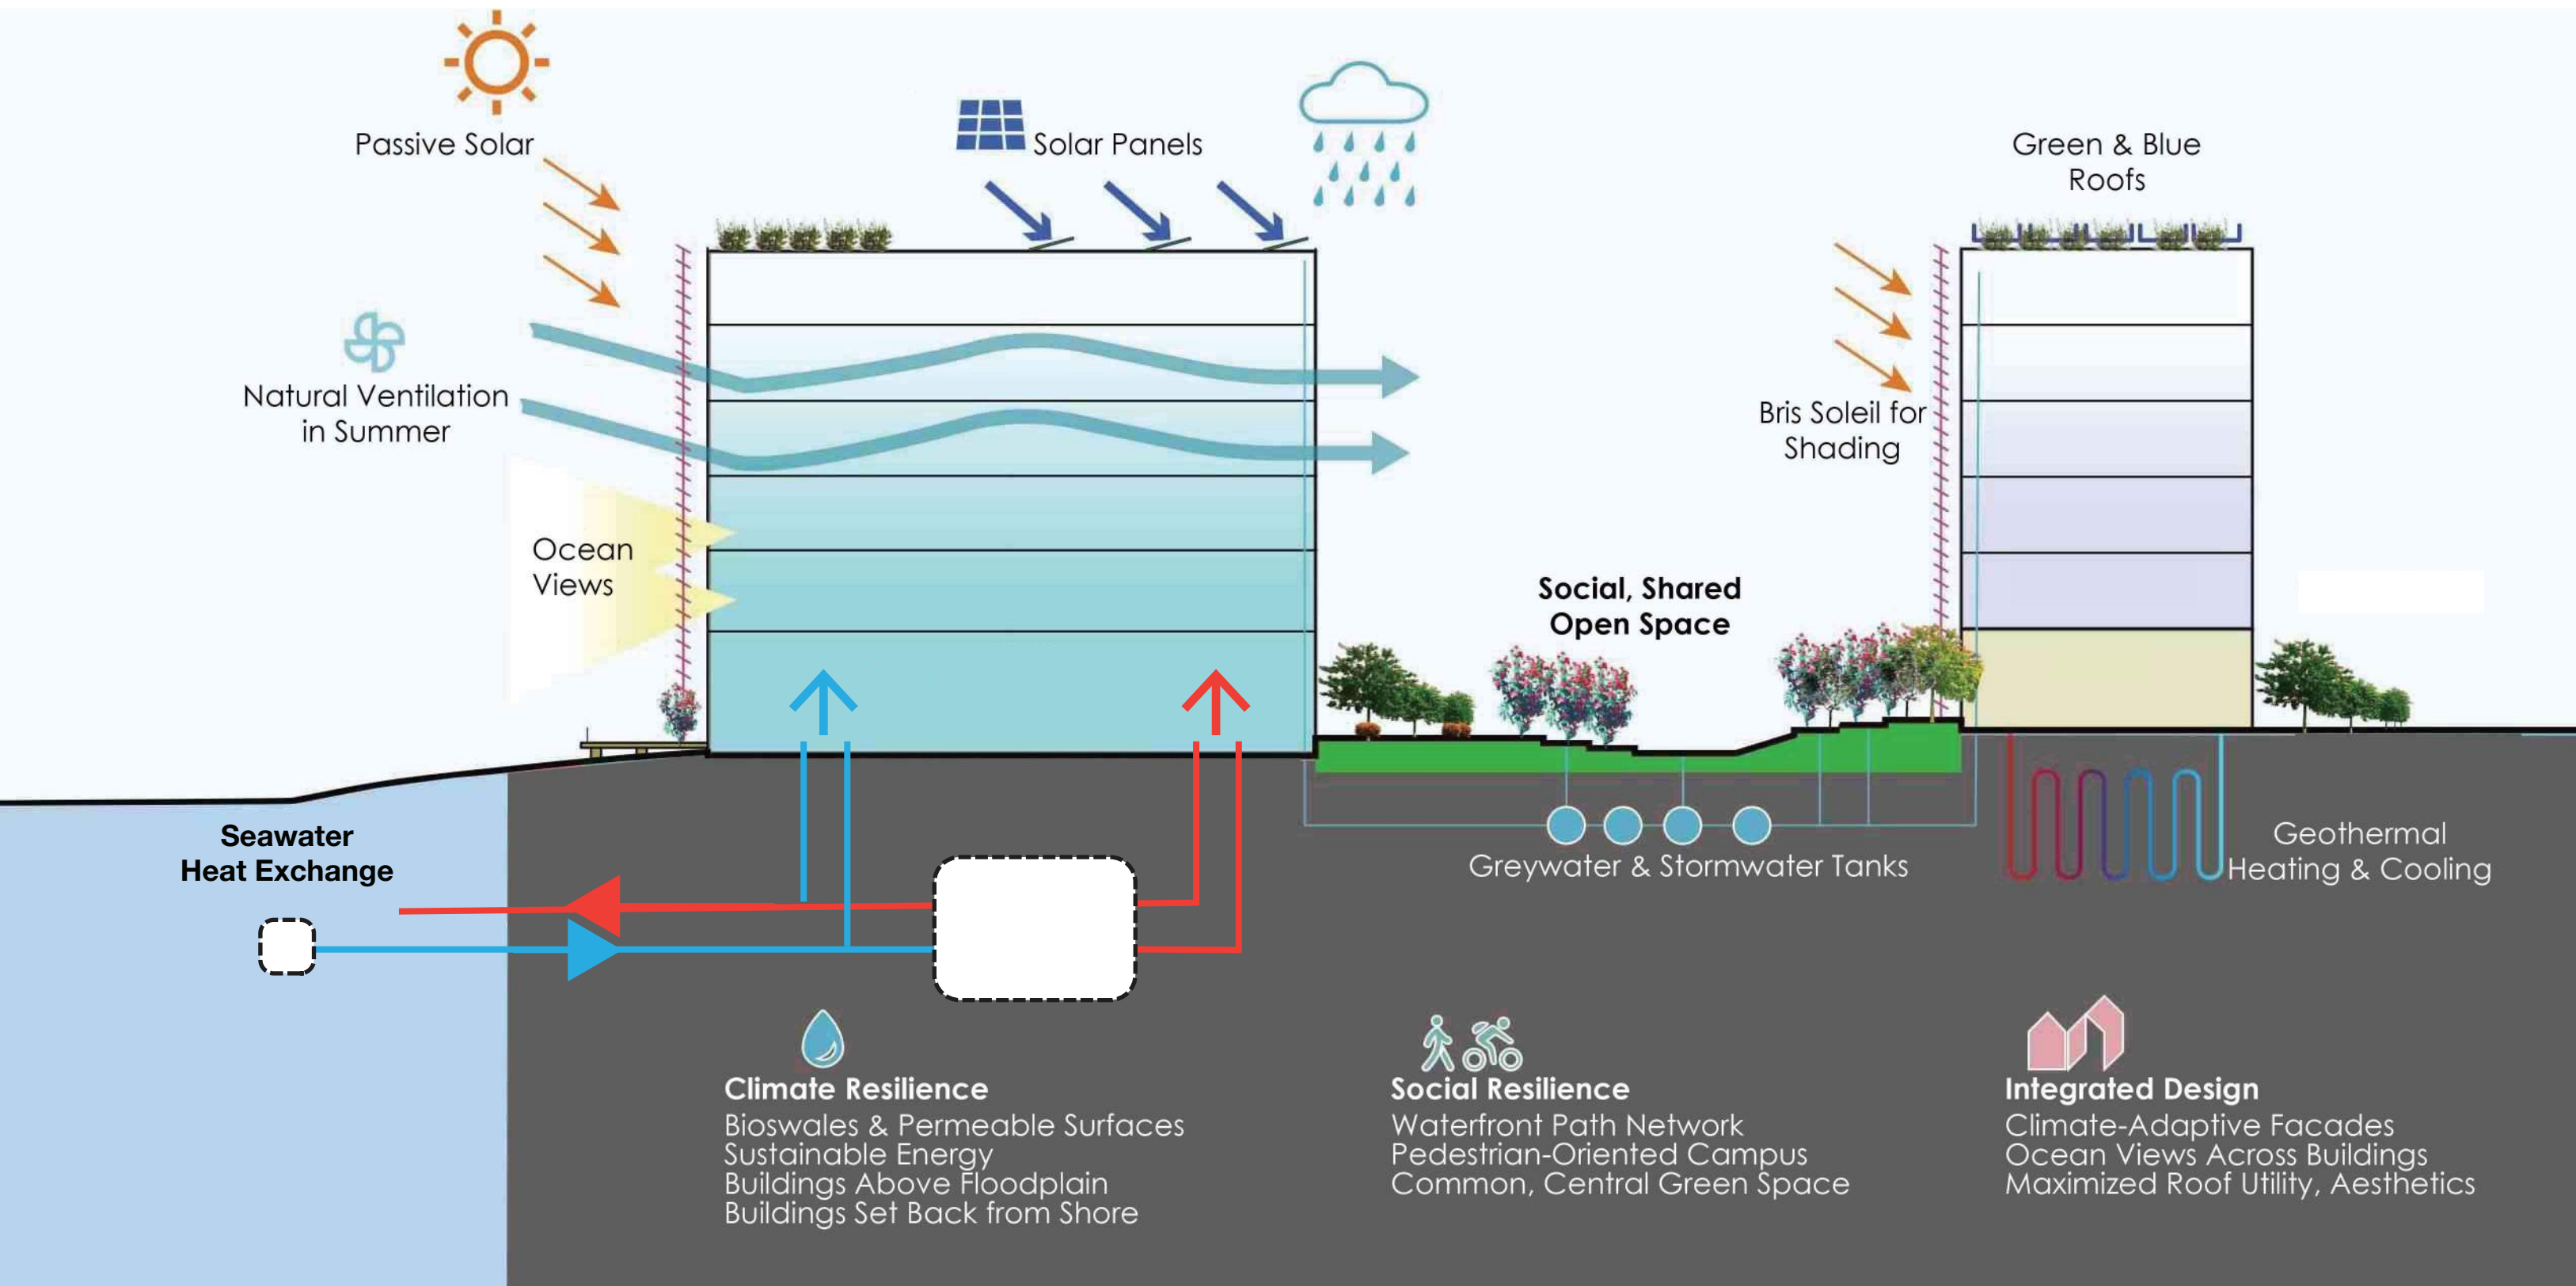 Passive Solar
Solar Panels
Green & Blue
Roofs
Natural Ventilation
in Summer
Bris Soleil for
Shading
Ocean
Views
Social, Shared
Open Space
Seawater
Heat Exchange
Greywater & Stormwater Tanks
Geothermal
Heating & Cooling
Climate Resilience
Bioswales & Permeable Surfaces
Sustainable Energy
Buildings Above Floodplain
Buildings Set Back from Shore
Social Resilience
Waterfront Path Network
Pedestrian-Oriented Campus
Common, Central Green Space
Integrated Design
Climate-Adaptive Facades
Ocean Views Across Buildings
Maximized Roof Utility, Aesthetics